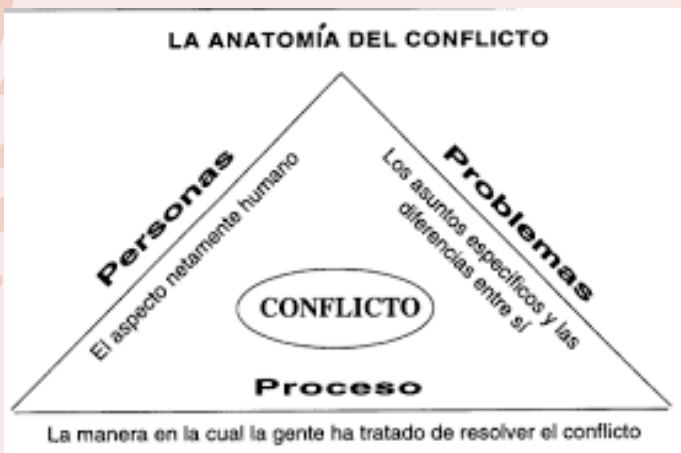 LA ANATOMÍA DEL CONFLICTO
Personas
El aspecto netamente humano
Problemas
Los asuntos específicos y las
diferencias entre sí
CONFLICTO
Proceso
La manera en la cual la gente ha tratado de resolver el conflicto